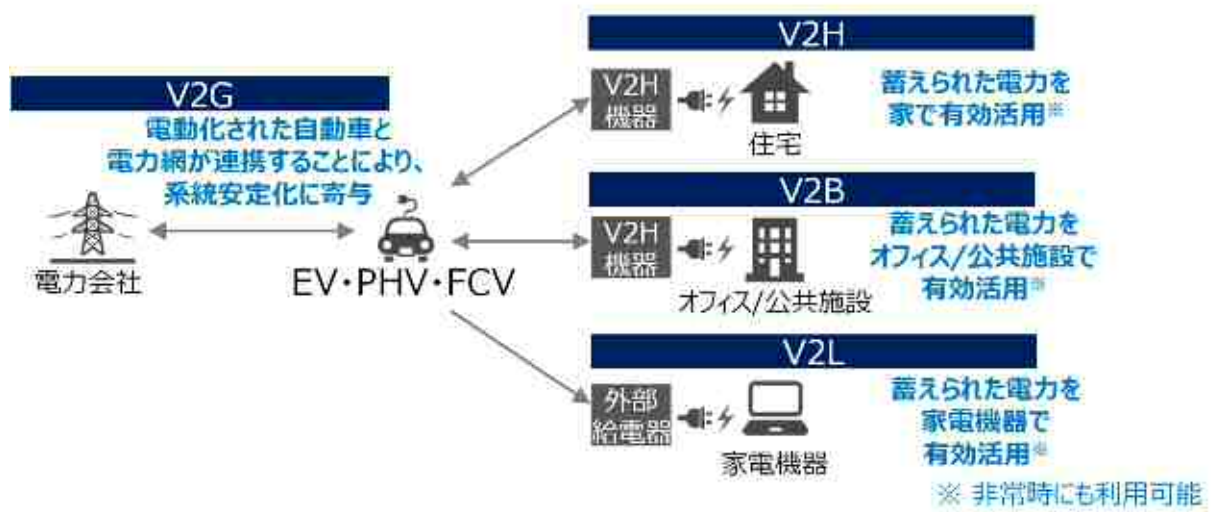 V2G
電動化された自動車と
電力網が連携することにより、
系統安定化に寄与
電力会社
EV・PHV・FCV
V2H
V2H
機器
住宅
蓄えられた電力を
家で有効活用※
V2B
V2H
機器
オフィス/公共施設
蓄えられた電力を
オフィス/公共施設で
有効活用※
V2L
外部
給電器
家電機器
蓄えられた電力を
家電機器で
有効活用※
※ 非常時にも利用可能